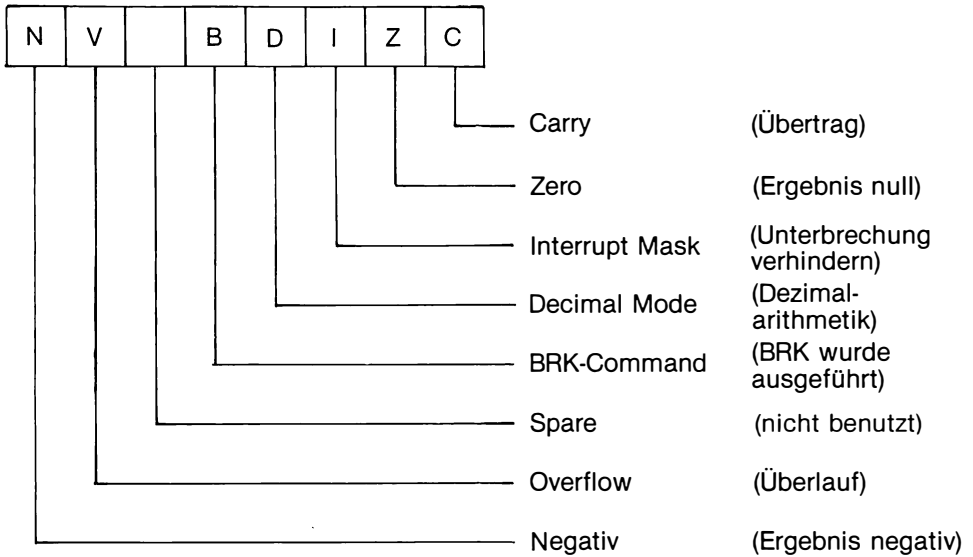 N V B D I Z C
Carry (Übertrag)
Zero (Ergebnis null)
Interrupt Mask (Unterbrechung
verhindern)
Decimal Mode (Dezimal-
arithmetik)
BRK-Command (BRK wurde
ausgeführt)
Spare (nicht benutzt)
Overflow (Überlauf)
Negativ (Ergebnis negativ)